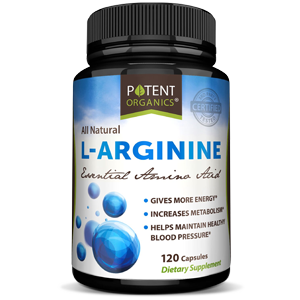 POTENT
ORGANICS®
CERTIFIED
All Natural
L-ARGININE
Essential Amino Acid
• GIVES MORE ENERGY*
• INCREASES METABOLISM*
• HELPS MAINTAIN HEALTHY
BLOOD PRESSURE*
120 Capsules
Dietary Supplement